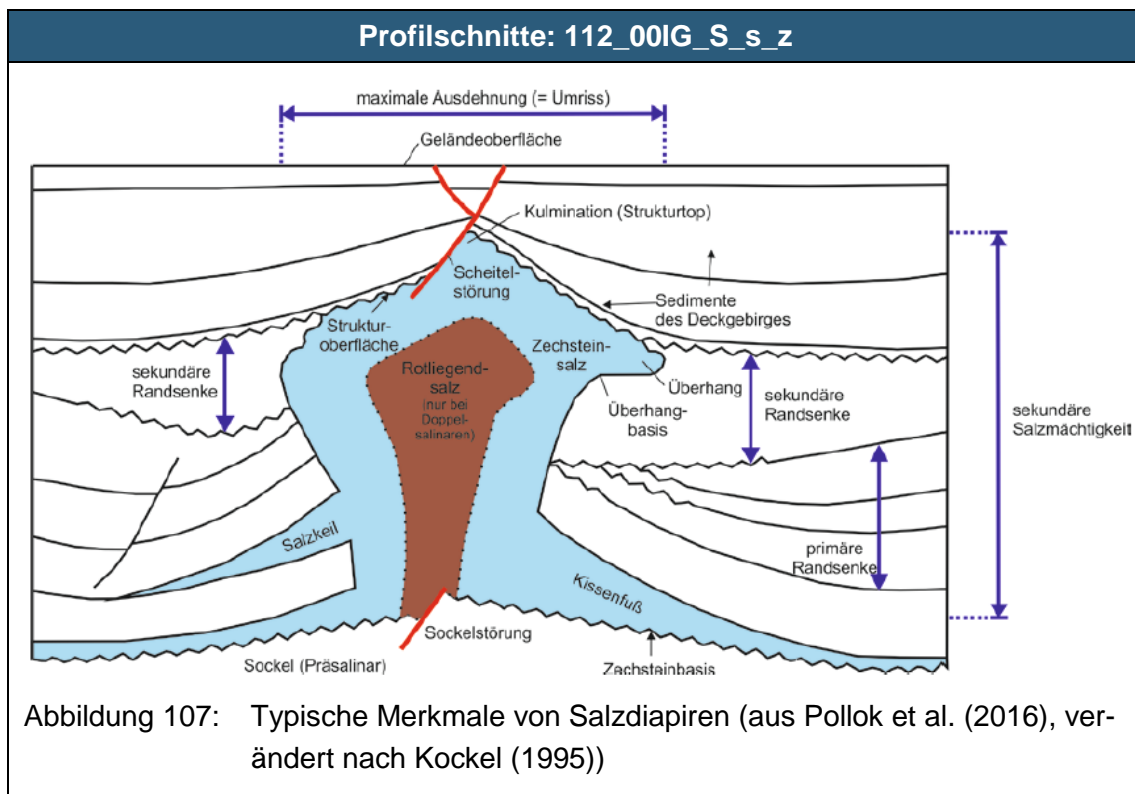 Profilschnitte: 112_00IG_S_s_z
maximale Ausdehnung (= Umriss)
Geländeoberfläche
Kulmination (Strukturtop)
Scheitel-
störung
Sedimente
des Deckgebirges
Struktur-
oberfläche
Zechstein-
salz
sekundäre
Randsenke
Rotliegend-
salz
(nur bei
Doppel-
salinaren)
Überhang
Überhang-
basis
sekundäre
Randsenke
sekundäre
Salzmächtigkeit
Salzkeil
primäre
Randsenke
Kissenfuß
Sockelstörung
Sockel (Präsalinar)
Zechsteinbasis
Abbildung 107: Typische Merkmale von Salzdiapiren (aus Pollok et al. (2016), ver-
ändert nach Kockel (1995))